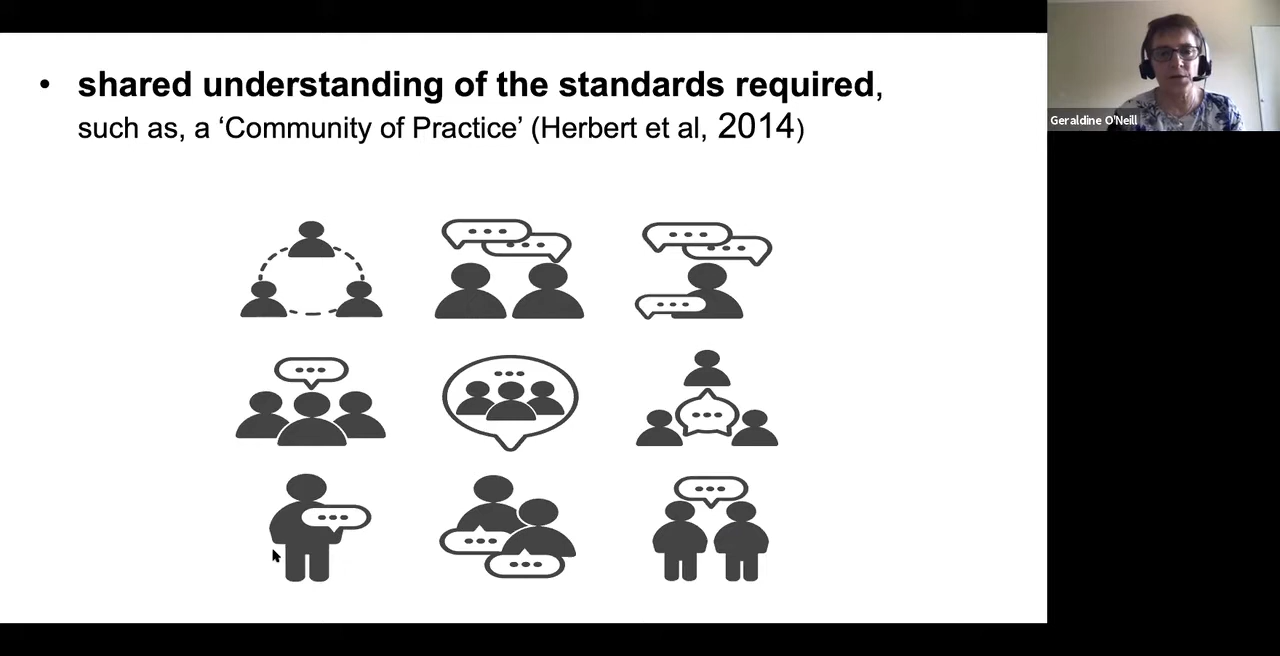 • shared understanding of the standards required,
such as, a ‘Community of Practice’ (Herbert et al, 2014)
Geraldine O'Neill